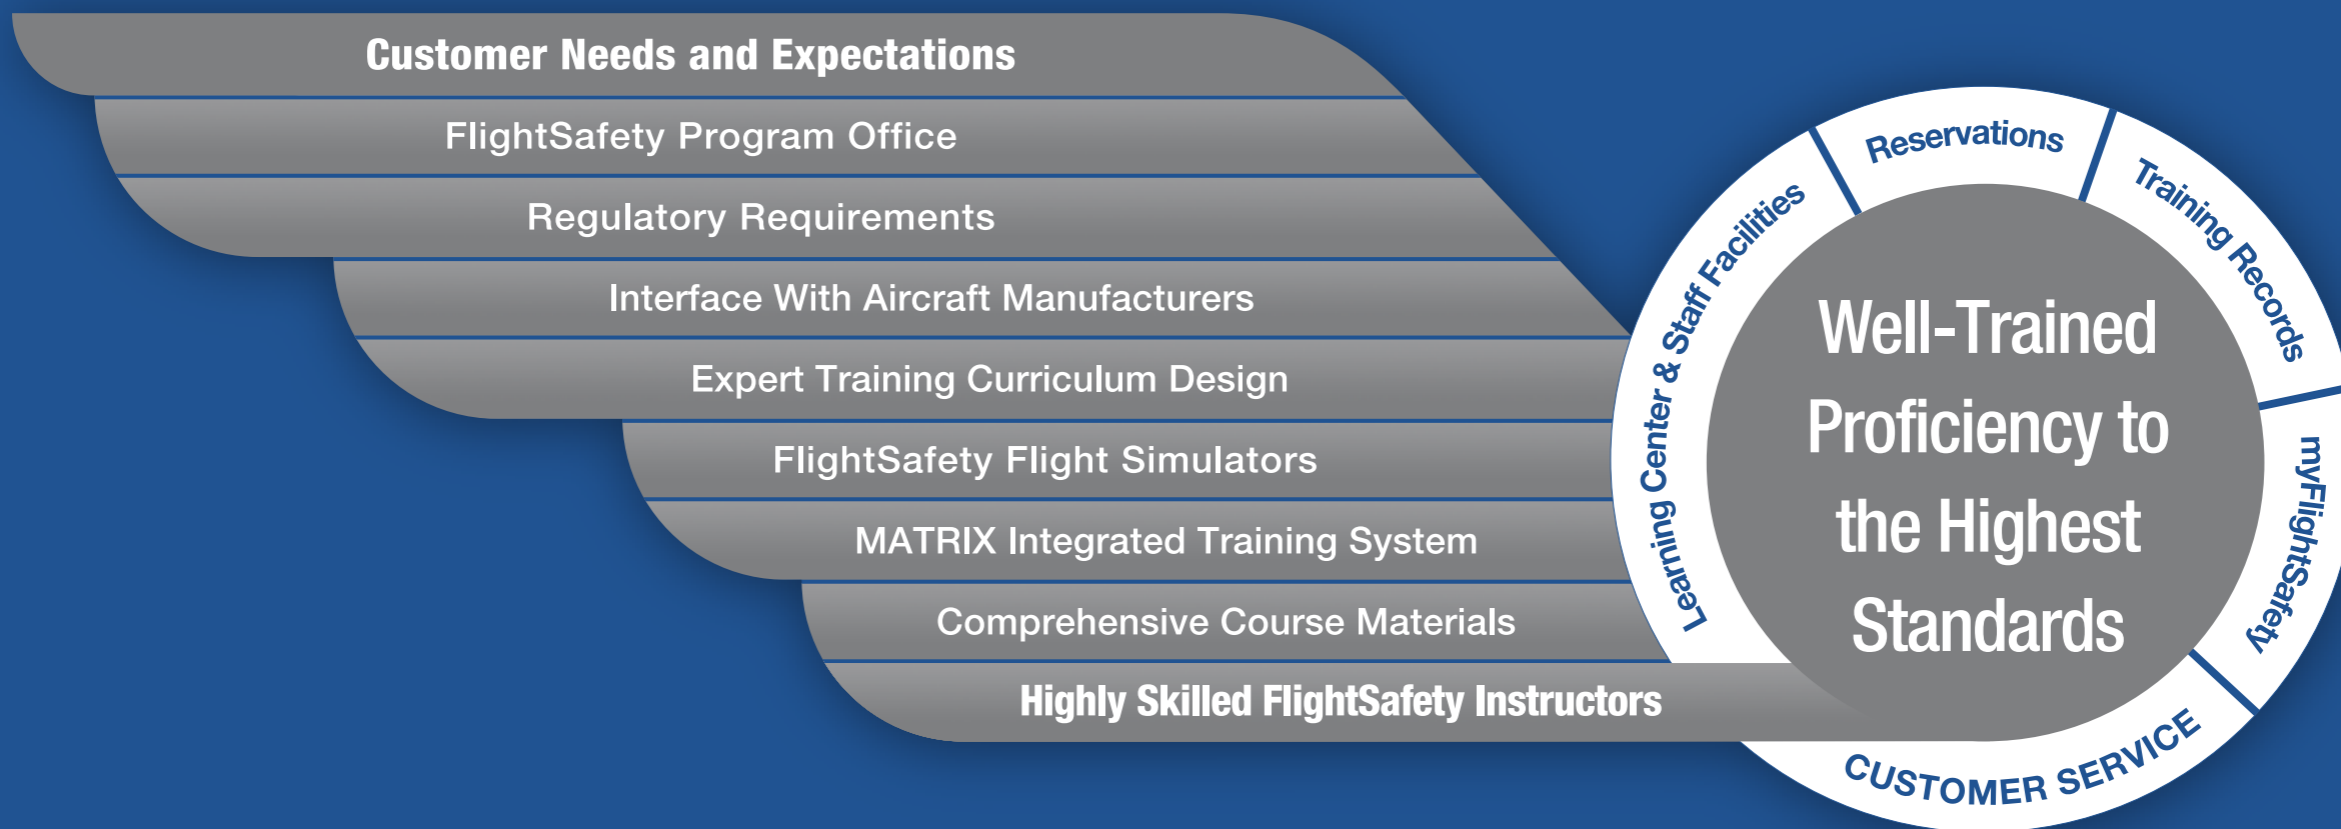 Customer Needs and Expectations
FlightSafety Program Office
Regulatory Requirements
Interface With Aircraft Manufacturers
Expert Training Curriculum Design
FlightSafety Flight Simulators
MATRIX Integrated Training System
Comprehensive Course Materials
Highly Skilled FlightSafety Instructors
Learning Center & Staff Facilities
Reservations
Training Records
myFlightSafety
CUSTOMER SERVICE
Well-Trained
Proficiency to
the Highest
Standards